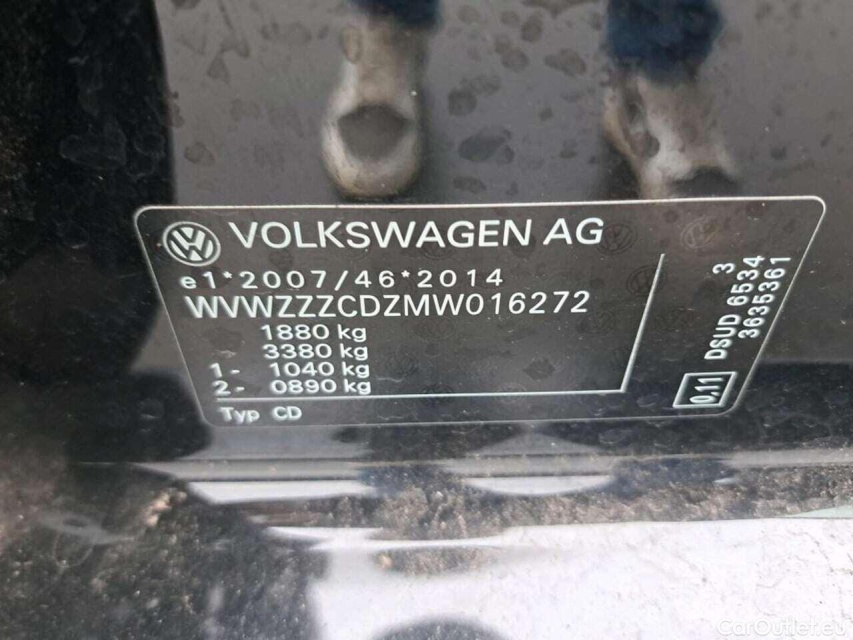 VOLKSWAGEN AG
e1*2007/46*2014
WVWZZZCDZMW016272
1880 kg
3380 kg
1- 1040 kg
2- 0890 kg
Typ CD
3
DSUD 6534
3635361
0,11
CarOutlet.eu